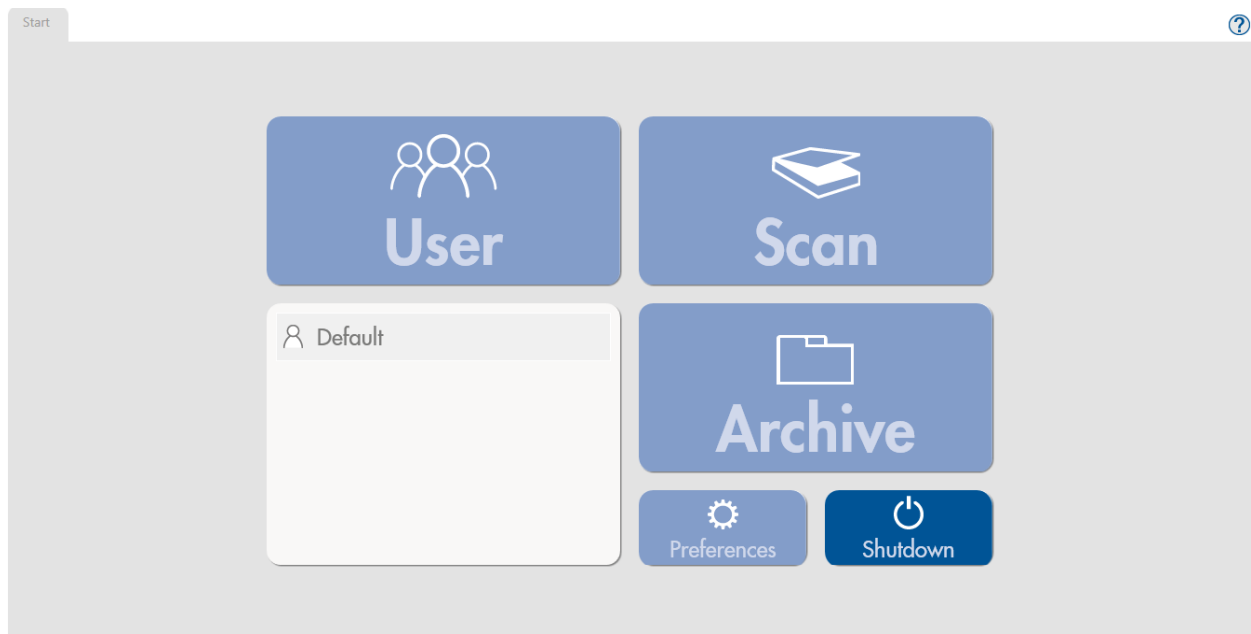 Start
?
User
Scan
Default
Archive
Preferences
Shutdown